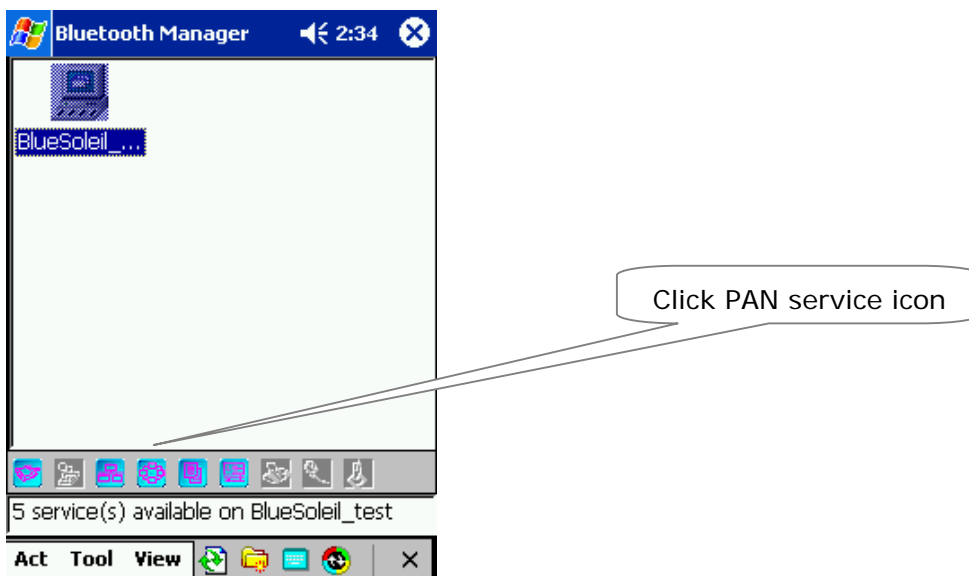 Bluetooth Manager 2:34
BlueSoleil_...
Click PAN service icon
5 service(s) available on BlueSoleil_test
Act Tool View